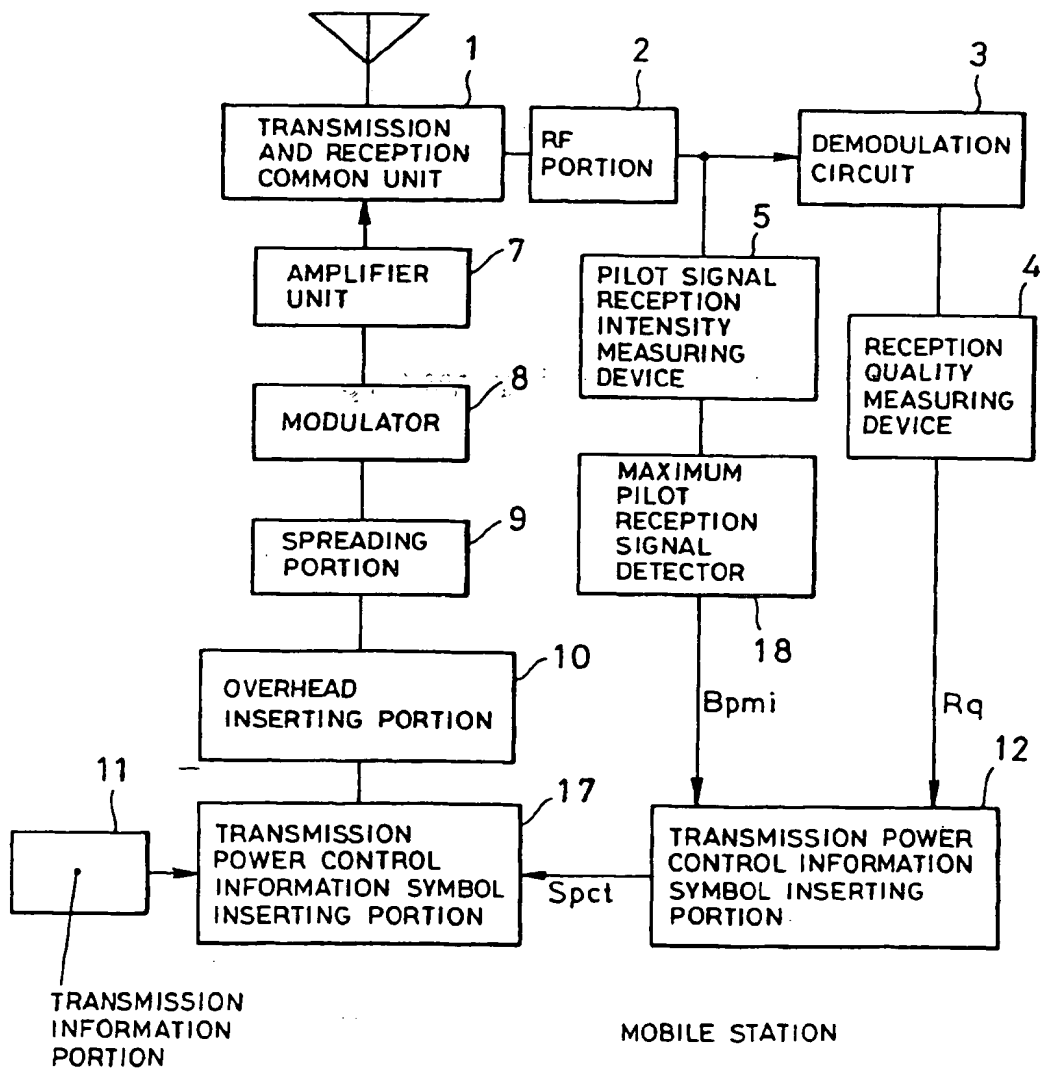 1
TRANSMISSION
AND RECEPTION
COMMON UNIT
2
RF
PORTION
3
DEMODULATION
CIRCUIT
7
AMPLIFIER
UNIT
5
PILOT SIGNAL
RECEPTION
INTENSITY
MEASURING
DEVICE
4
RECEPTION
QUALITY
MEASURING
DEVICE
8
MODULATOR
18
MAXIMUM
PILOT
RECEPTION
SIGNAL
DETECTOR
9
SPREADING
PORTION
10
OVERHEAD
INSERTING PORTION
Bpmi
Rq
11
17
TRANSMISSION
POWER CONTROL
INFORMATION SYMBOL
INSERTING PORTION
Spct
12
TRANSMISSION POWER
CONTROL INFORMATION
SYMBOL INSERTING
PORTION
TRANSMISSION
INFORMATION
PORTION
MOBILE STATION